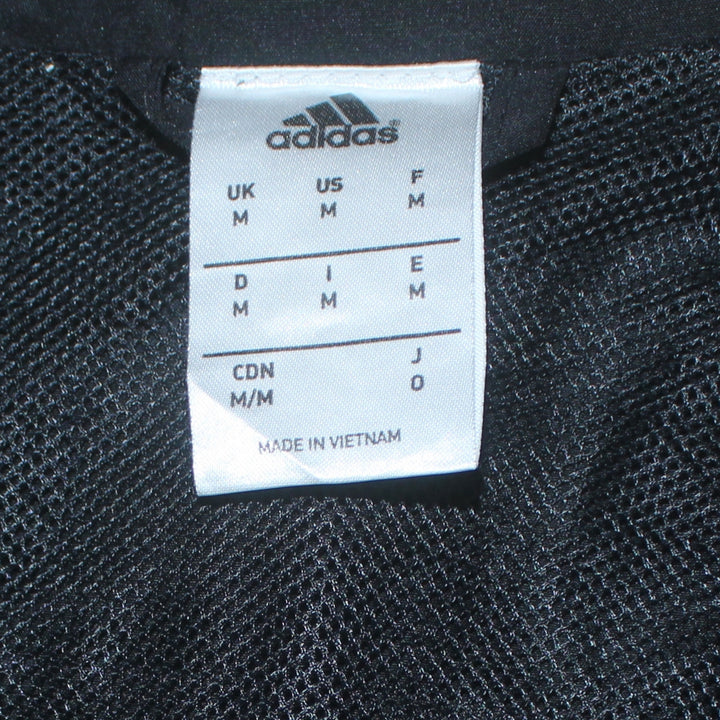 adidas®
UK US F
M M M
D I E
M M M
CDN J
M/M O
MADE IN VIETNAM